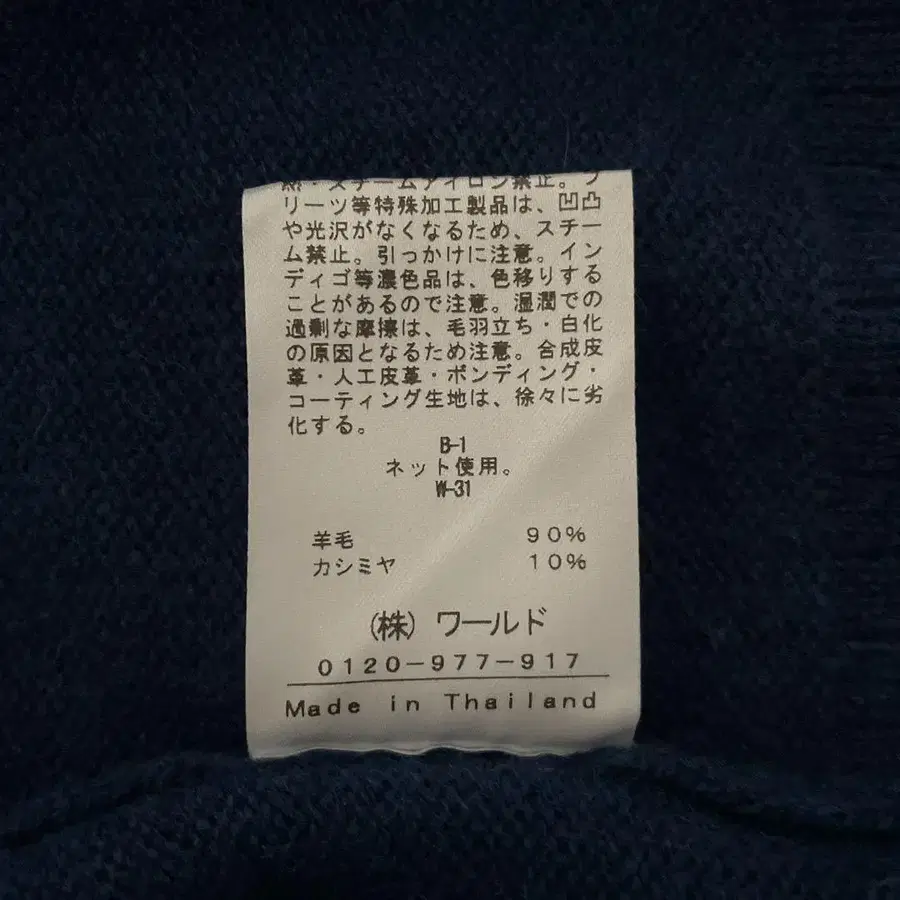 ・スチームアイロン禁止。プ
リーツ等特殊加工製品は、凹凸
や光沢がなくなるため、スチー
ム禁止。引っかけに注意。イン
ディゴ等濃色品は、色移りする
ことがあるので注意。湿潤での
過剰な摩擦は、毛羽立ち・白化
の原因となるため注意。合成皮
革・人工皮革・ボンディング・
コーティング生地は、徐々に劣
化する。
B-1
ネット使用。
W-31
羊毛 90%
カシミヤ 10%
(株)ワールド
0120-977-917
Made in Thailand